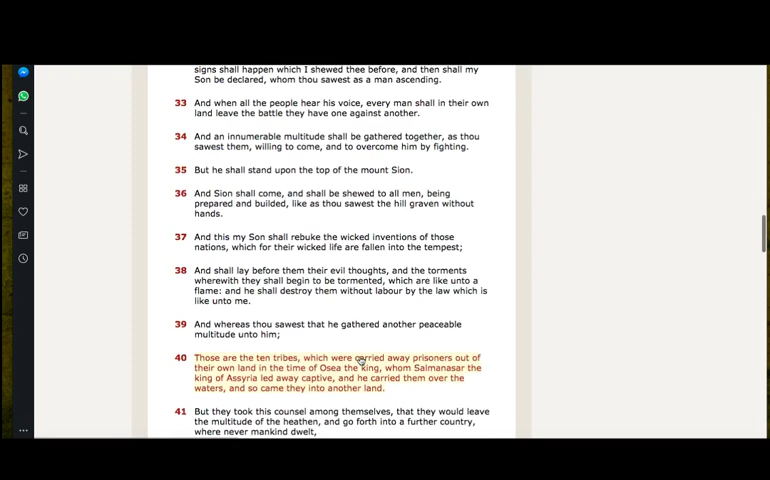 signs shall happen which I shewed thee before, and then shall my
Son be declared, whom thou sawest as a man ascending.
33 And when all the people hear his voice, every man shall in their own
land leave the battle they have one against another.
34 And an innumerable multitude shall be gathered together, as thou
sawest them, willing to come, and to overcome him by fighting.
35 But he shall stand upon the top of the mount Sion.
36 And Sion shall come, and shall be shewed to all men, being
prepared and builded, like as thou sawest the hill graven without
hands.
37 And this my Son shall rebuke the wicked inventions of those
nations, which for their wicked life are fallen into the tempest;
38 And shall lay before them their evil thoughts, and the torments
wherewith they shall begin to be tormented, which are like unto a
flame: and he shall destroy them without labour by the law which is
like unto me.
39 And whereas thou sawest that he gathered another peaceable
multitude unto him;
40 Those are the ten tribes, which were carried away prisoners out of
their own land in the time of Osea the king, whom Salmanasar the
king of Assyria led away captive, and he carried them over the
waters, and so came they into another land.
41 But they took this counsel among themselves, that they would leave
the multitude of the heathen, and go forth into a further country,
where never mankind dwelt,